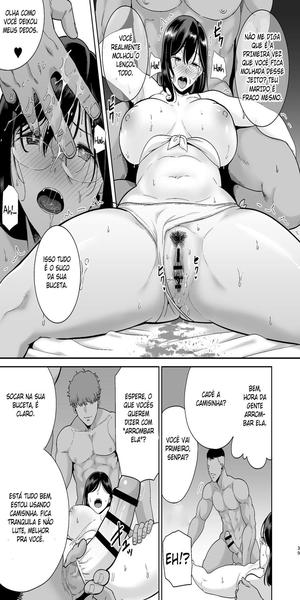 NÃO ME DIGA
QUE É A
PRIMEIRA VEZ
QUE VOCÊ FICA
MOLHADA DESSE
JEITO? TEU
MARIDO É
FRACO MESMO.
VOCÊ
REALMENTE
MOLHOU O
LENÇOL
TODO.
OLHA COMO
VOCÊ DEIXOU
MEUS DEDOS.
♥
ISSO TUDO
É O SUCO
DA SUA
BUCETA.
BEM,
HORA DA
GENTE
ARROM-
BAR ELA.
CADÊ A
CAMISINHA?
VOCÊ VAI
PRIMEIRO,
SENPAI?
EH!?
ESPERE, O
QUE VOCÊS
QUEREM
DIZER COM
"ARROMBAR
ELA"?
SOCAR NA
SUA
BUCETA, É
CLARO.
ESTÁ TUDO BEM,
ESTOU USANDO
CAMISINHA. FICA
TRANQUILA E NÃO
LUTE, MELHOR
PRA VOCÊ.